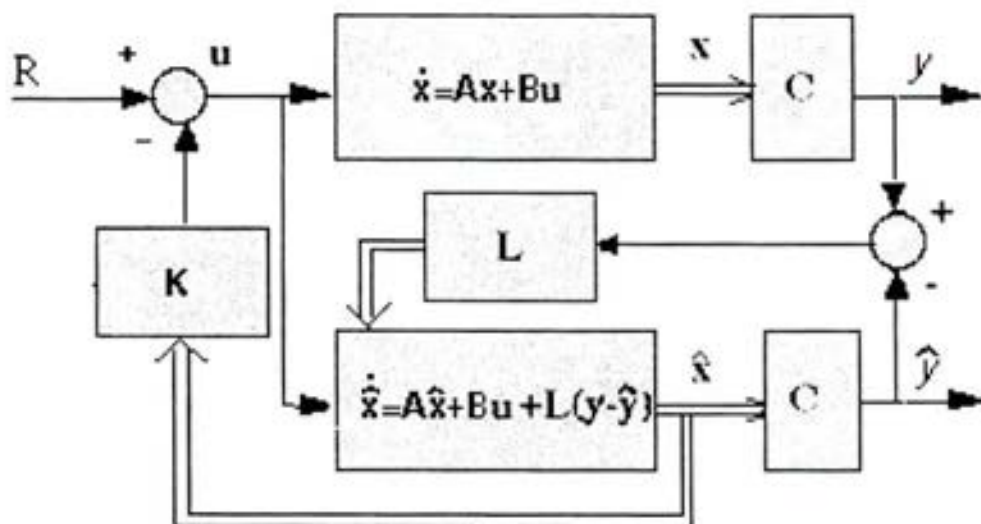 R
+
u
-
ẋ=Ax+Bu
x
C
y
+
-
L
K
x̂̇=Ax̂+Bu+L(y-ŷ)
x̂
C
ŷ